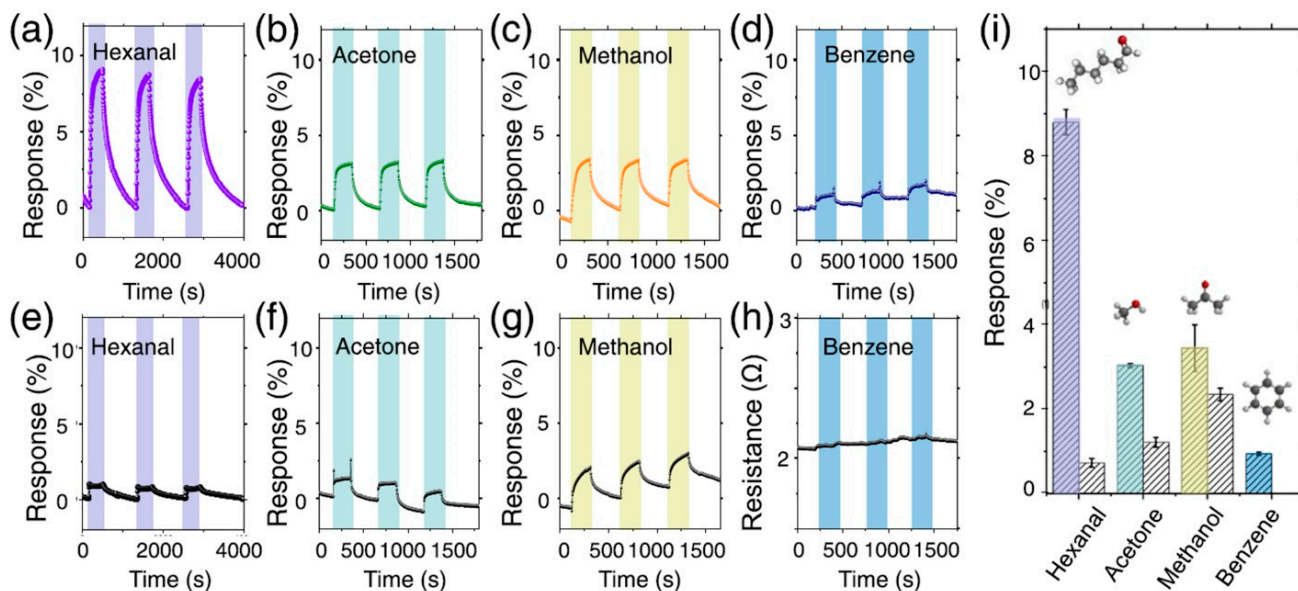 (a)
Hexanal
Response (%)
10
5
0
0 2000 4000
Time (s)
(b)
Acetone
Response (%)
10
5
0
0 500 1000 1500
Time (s)
(c)
Methanol
Response (%)
10
5
0
0 500 1000 1500
Time (s)
(d)
Benzene
Response (%)
10
5
0
0 500 1000 1500
Time (s)
(e)
Hexanal
Response (%)
10
5
0
0 2000 4000
Time (s)
(f)
Acetone
Response (%)
10
5
0
0 500 1000 1500
Time (s)
(g)
Methanol
Response (%)
10
5
0
0 500 1000 1500
Time (s)
(h)
Benzene
Resistance (Ω)
3
2
0 500 1000 1500
Time (s)
(i)
Response (%)
10
8
6
4
2
0
Hexanal
Acetone
Methanol
Benzene